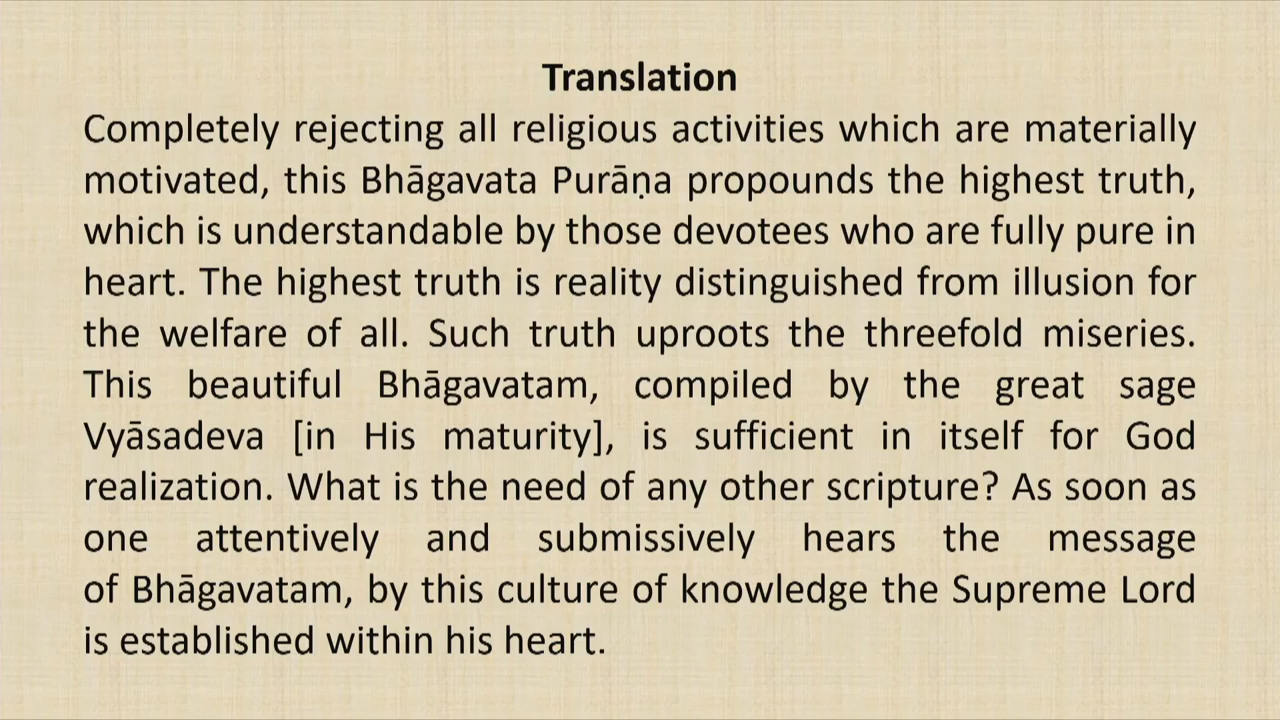 Translation
Completely rejecting all religious activities which are materially
motivated, this Bhāgavata Purāṇa propounds the highest truth,
which is understandable by those devotees who are fully pure in
heart. The highest truth is reality distinguished from illusion for
the welfare of all. Such truth uproots the threefold miseries.
This beautiful Bhāgavatam, compiled by the great sage
Vyāsadeva [in His maturity], is sufficient in itself for God
realization. What is the need of any other scripture? As soon as
one attentively and submissively hears the message
of Bhāgavatam, by this culture of knowledge the Supreme Lord
is established within his heart.